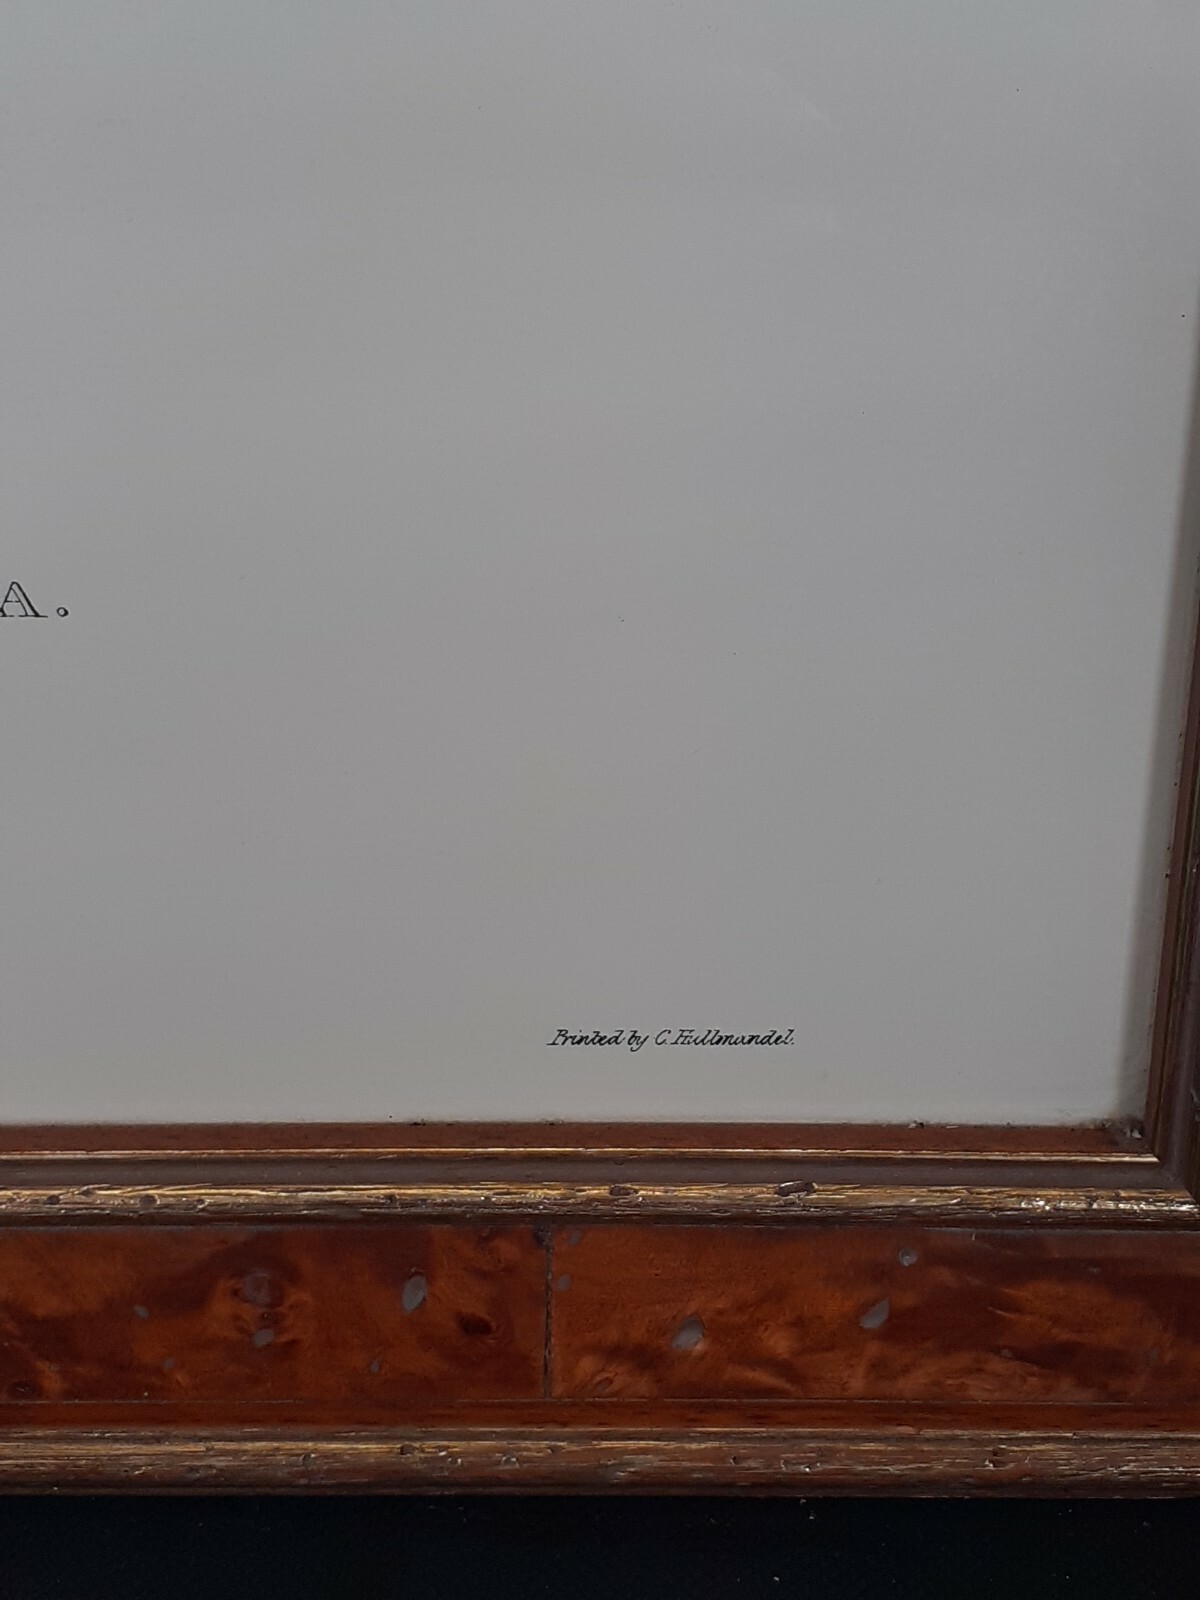 A.
Printed by C. Hullmandel.